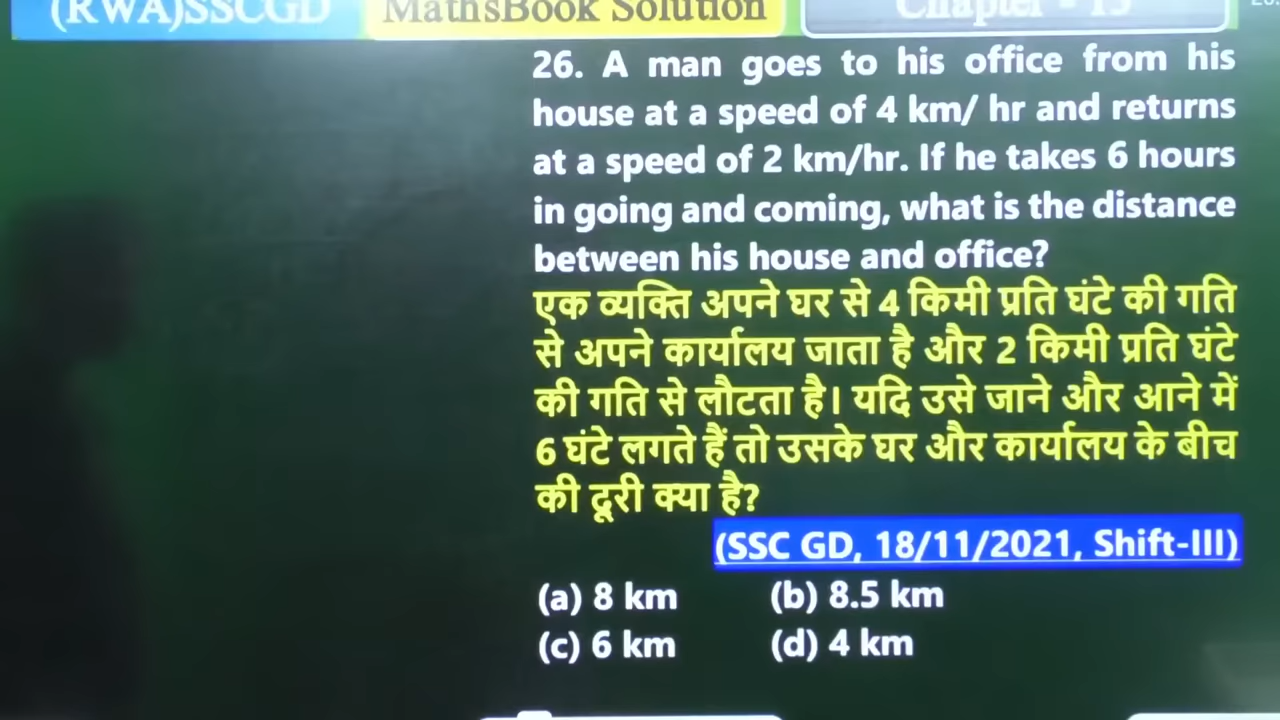 (RWA)SSCGD MathsBook Solution Chapter - 13
26. A man goes to his office from his
house at a speed of 4 km/ hr and returns
at a speed of 2 km/hr. If he takes 6 hours
in going and coming, what is the distance
between his house and office?
एक व्यक्ति अपने घर से 4 किमी प्रति घंटे की गति
से अपने कार्यालय जाता है और 2 किमी प्रति घंटे
की गति से लौटता है। यदि उसे जाने और आने में
6 घंटे लगते हैं तो उसके घर और कार्यालय के बीच
की दूरी क्या है?
(SSC GD, 18/11/2021, Shift-III)
(a) 8 km (b) 8.5 km
(c) 6 km (d) 4 km